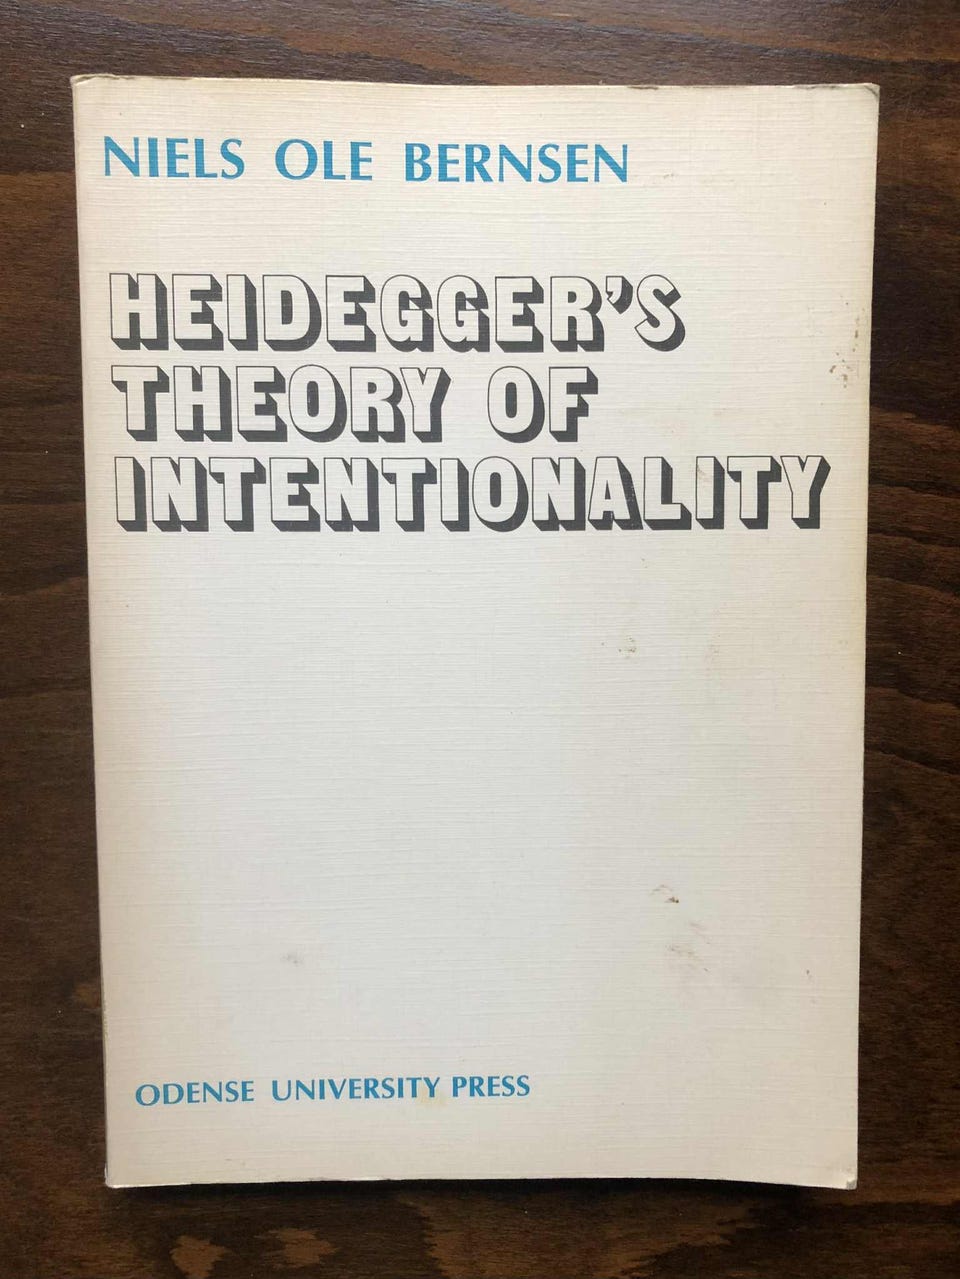 NIELS OLE BERNSEN
HEIDEGGER'S
THEORY OF
INTENTIONALITY
ODENSE UNIVERSITY PRESS